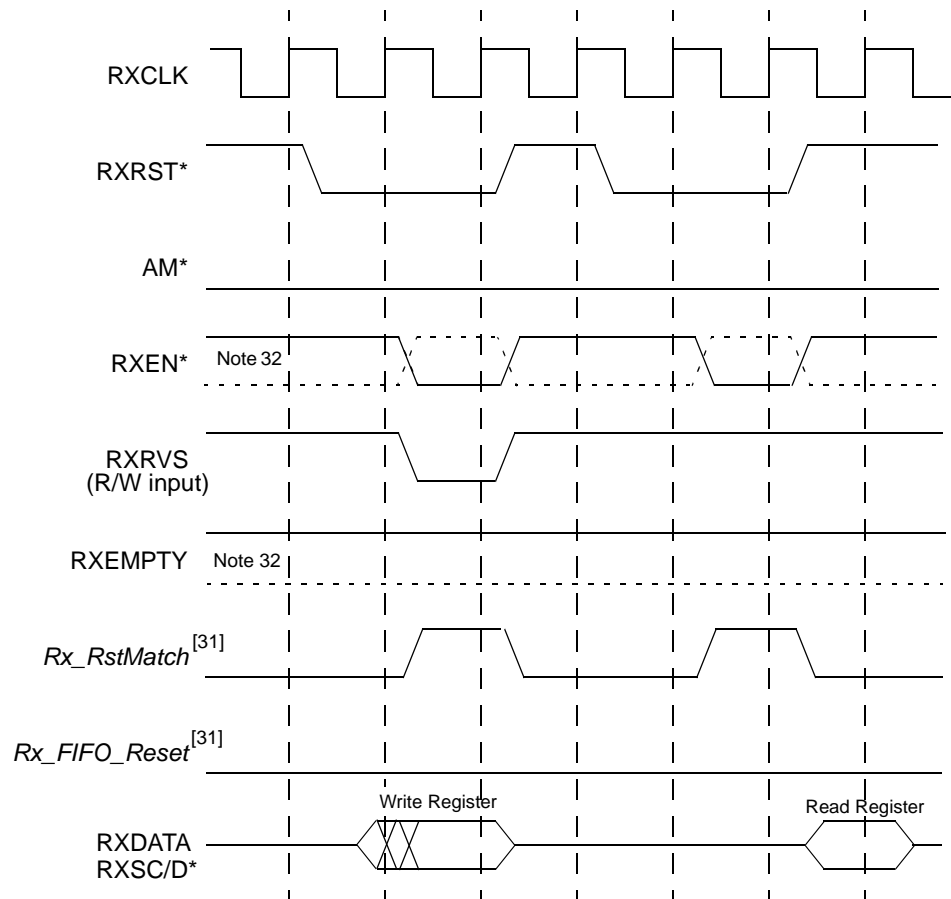 RXCLK
RXRST*
AM*
RXEN*
Note 32
RXRVS
(R/W input)
RXEMPTY
Note 32
Rx_RstMatch[31]
Rx_FIFO_Reset[31]
Write Register
Read Register
RXDATA
RXSC/D*